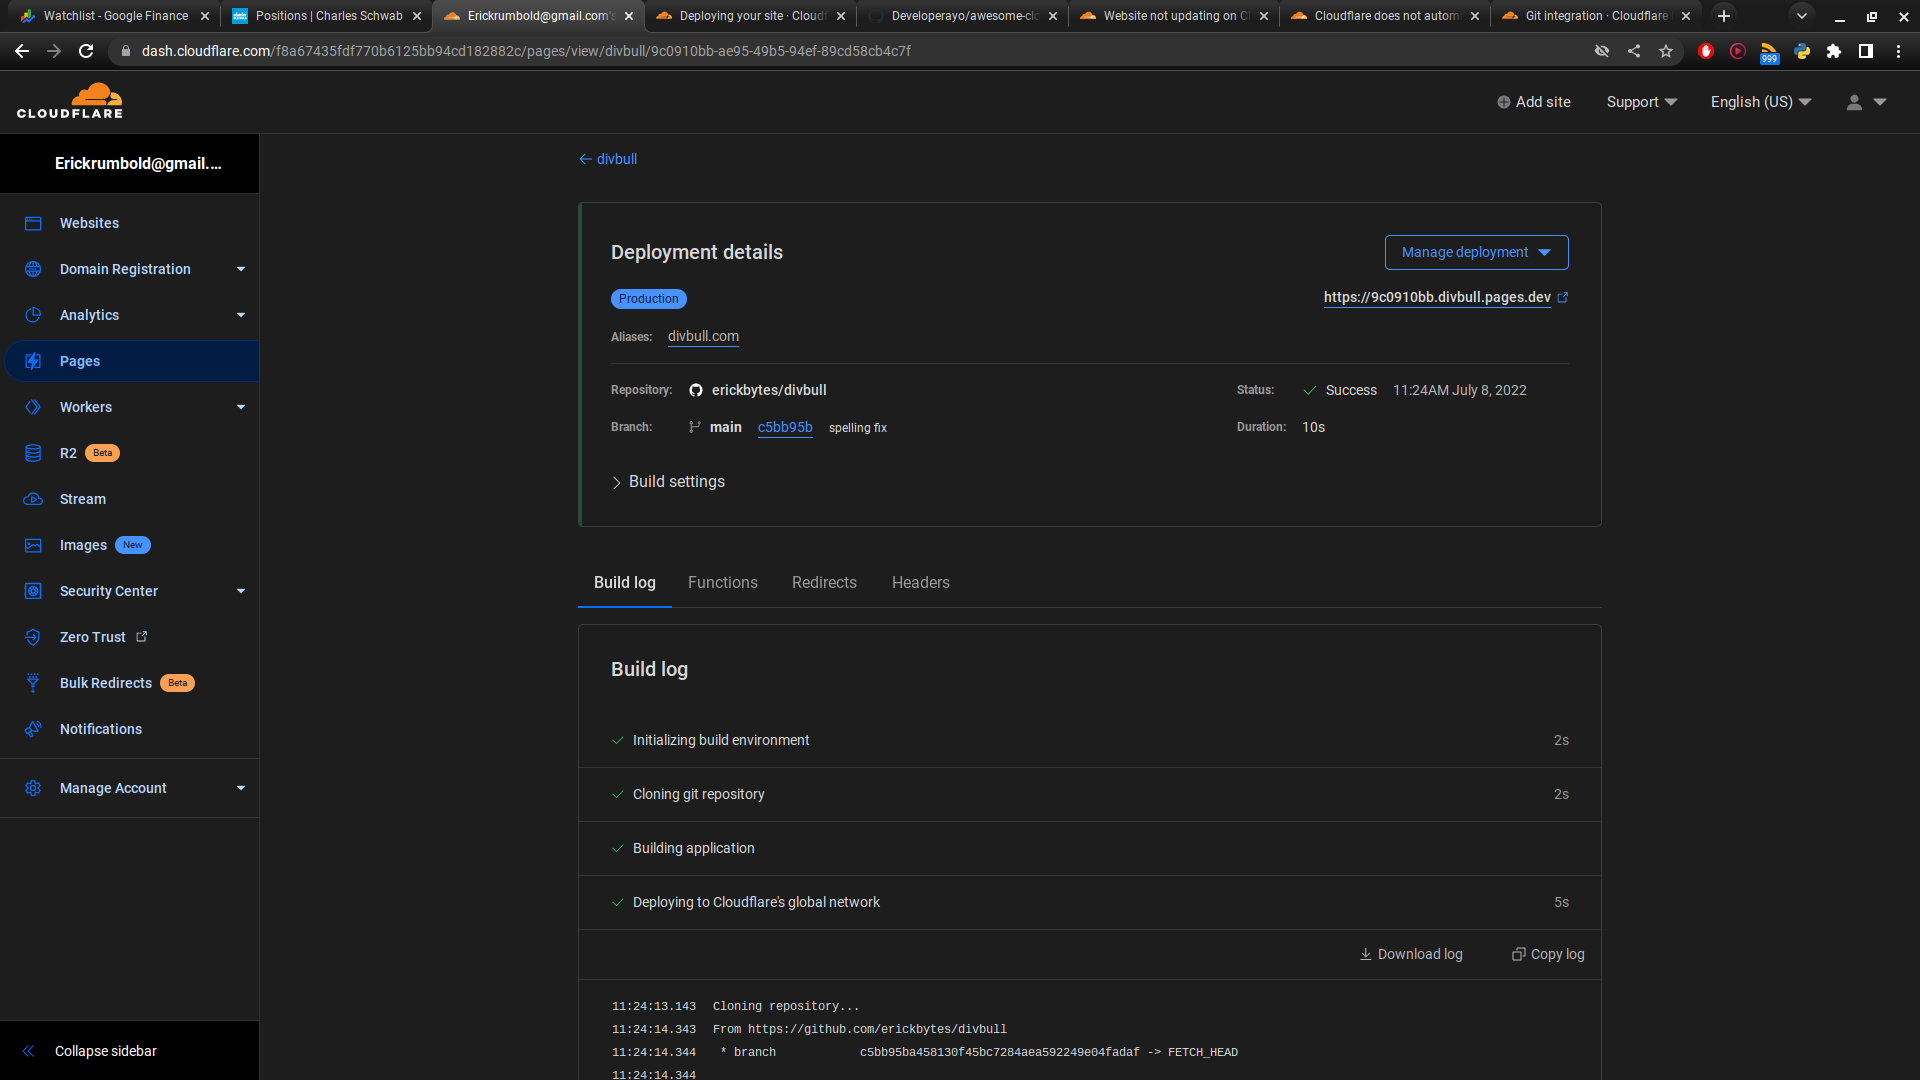 Watchlist - Google Finance
Positions | Charles Schwab
Erickrumbold@gmail.com's
Deploying your site · Cloudf
Developerayo/awesome-clo
Website not updating on C
Cloudflare does not autom
Git integration · Cloudflare
dash.cloudflare.com/f8a67435fdf770b6125bb94cd182882c/pages/view/divbull/9c0910bb-ae95-49b5-94ef-89cd58cb4c7f
999
CLOUDFLARE
Add site
Support
English (US)
Erickrumbold@gmail....
Websites
Domain Registration
Analytics
Pages
Workers
R2 Beta
Stream
Images New
Security Center
Zero Trust
Bulk Redirects Beta
Notifications
Manage Account
Collapse sidebar
← divbull
Deployment details
Manage deployment
Production
https://9c0910bb.divbull.pages.dev
Aliases: divbull.com
Repository: erickbytes/divbull
Status: Success 11:24AM July 8, 2022
Branch: main c5bb95b spelling fix
Duration: 10s
Build settings
Build log
Functions
Redirects
Headers
Build log
Initializing build environment 2s
Cloning git repository 2s
Building application
Deploying to Cloudflare's global network 5s
Download log
Copy log
11:24:13.143 Cloning repository...
11:24:14.343 From https://github.com/erickbytes/divbull
11:24:14.344 * branch c5bb95ba458130f45bc7284aea592249e04fadaf -> FETCH_HEAD
11:24:14.344